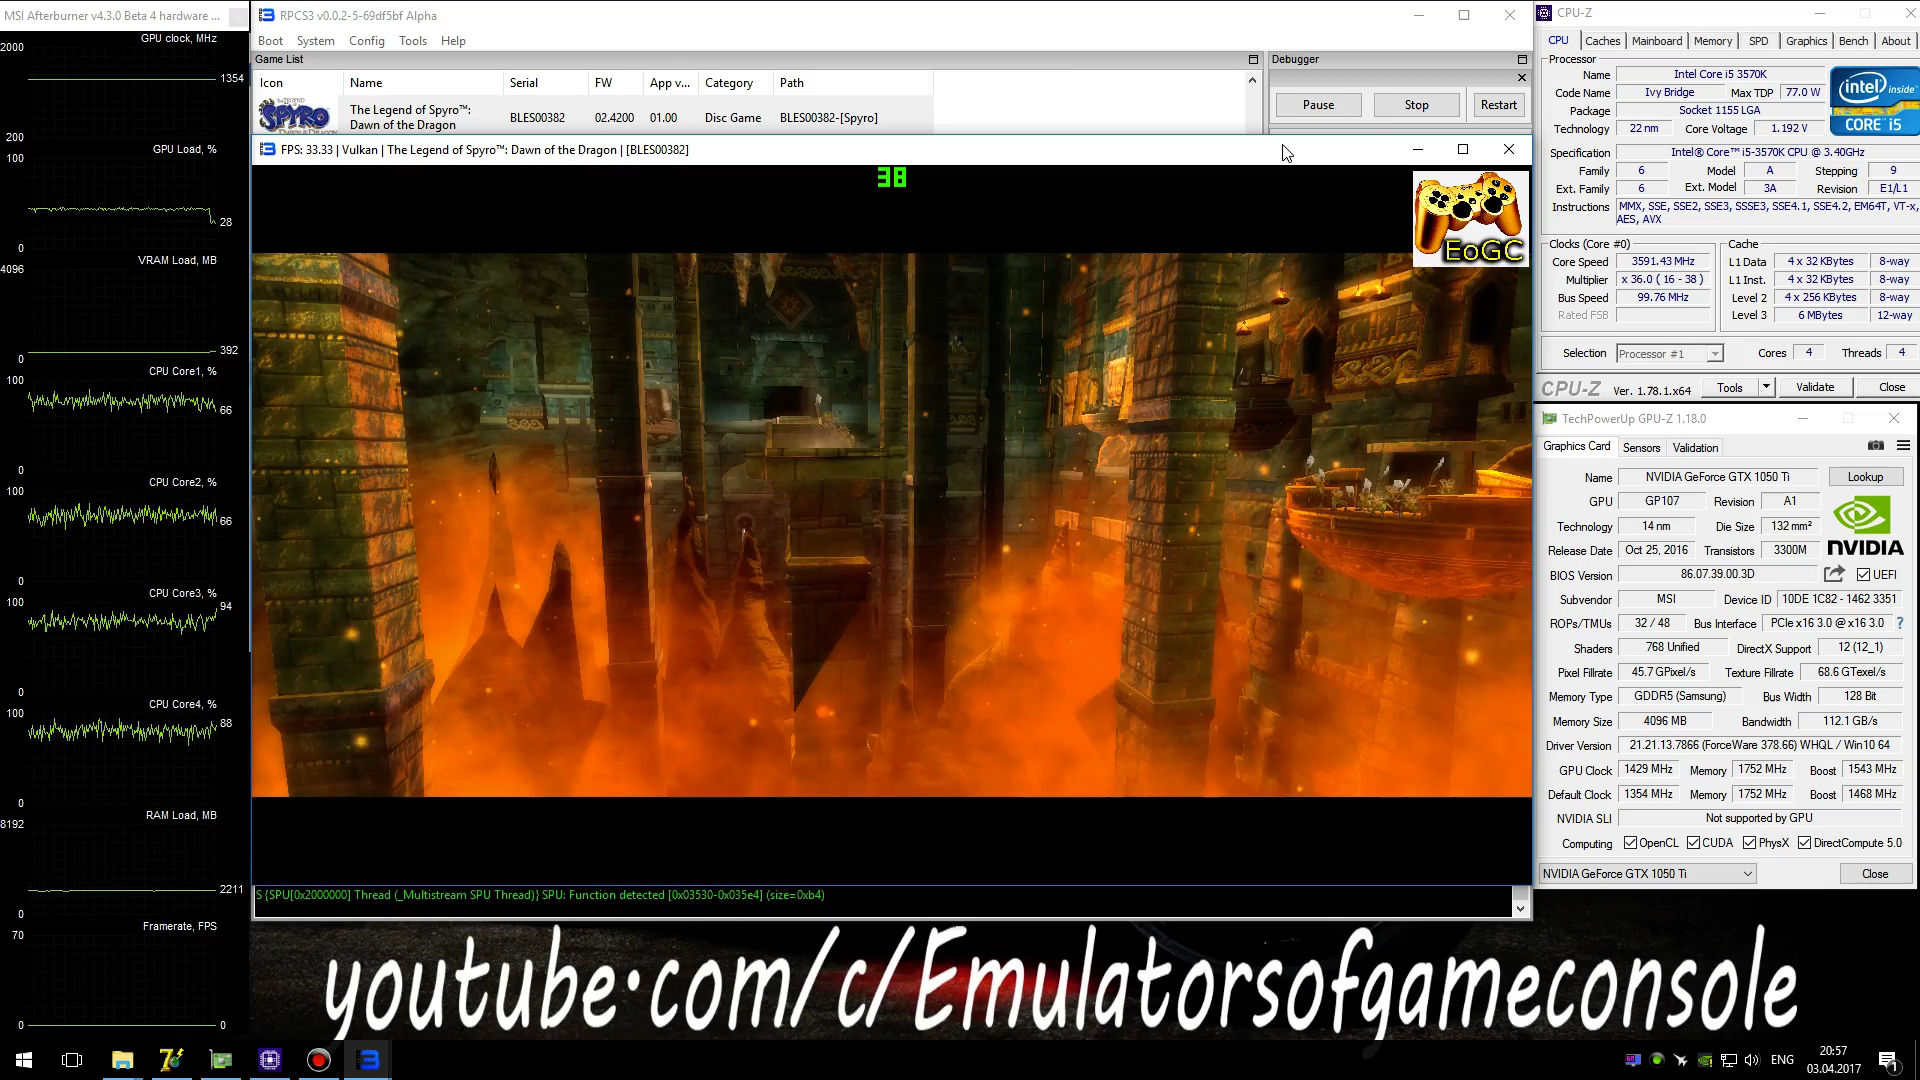 MSI Afterburner v4.3.0 Beta 4 hardware ...
GPU clock, MHz
2000
1354
200
GPU Load, %
100
28
0
VRAM Load, MB
4096
392
0
CPU Core1, %
100
66
0
CPU Core2, %
100
66
0
CPU Core3, %
100
94
0
CPU Core4, %
100
88
0
RAM Load, MB
8192
2211
0
Framerate, FPS
70
0
0
RPCS3 v0.0.2-5-69df5bf Alpha
Boot System Config Tools Help
Game List
Icon Name Serial FW App v... Category Path
SPYRO The Legend of Spyro™:
Dawn of the Dragon BLES00382 02.4200 01.00 Disc Game BLES00382-[Spyro]
Debugger
Pause Stop Restart
FPS: 33.33 | Vulkan | The Legend of Spyro™: Dawn of the Dragon | [BLES00382]
38
EoGC
S {SPU[0x2000000] Thread (_Multistream SPU Thread)} SPU: Function detected [0x03530-0x035e4] (size=0xb4)
youtube.com/c/Emulatorsofgameconsole
CPU-Z
CPU Caches Mainboard Memory SPD Graphics Bench About
Processor
Name Intel Core i5 3570K
Code Name Ivy Bridge Max TDP 77.0 W
Package Socket 1155 LGA
Technology 22 nm Core Voltage 1.192 V
intel inside™
CORE i5
Specification Intel® Core™ i5-3570K CPU @ 3.40GHz
Family 6 Model A Stepping 9
Ext. Family 6 Ext. Model 3A Revision E1/L1
Instructions MMX, SSE, SSE2, SSE3, SSSE3, SSE4.1, SSE4.2, EM64T, VT-x,
AES, AVX
Clocks (Core #0)
Core Speed 3591.43 MHz
Multiplier x 36.0 ( 16 - 38 )
Bus Speed 99.76 MHz
Rated FSB
Cache
L1 Data 4 x 32 KBytes 8-way
L1 Inst. 4 x 32 KBytes 8-way
Level 2 4 x 256 KBytes 8-way
Level 3 6 MBytes 12-way
Selection Processor #1 Cores 4 Threads 4
CPU-Z Ver. 1.78.1.x64 Tools Validate Close
TechPowerUp GPU-Z 1.18.0
Graphics Card Sensors Validation
Name NVIDIA GeForce GTX 1050 Ti Lookup
GPU GP107 Revision A1
Technology 14 nm Die Size 132 mm²
Release Date Oct 25, 2016 Transistors 3300M
NVIDIA
BIOS Version 86.07.39.00.3D UEFI
Subvendor MSI Device ID 10DE 1C82 - 1462 3351
ROPs/TMUs 32 / 48 Bus Interface PCIe x16 3.0 @ x16 3.0 ?
Shaders 768 Unified DirectX Support 12 (12_1)
Pixel Fillrate 45.7 GPixel/s Texture Fillrate 68.6 GTexel/s
Memory Type GDDR5 (Samsung) Bus Width 128 Bit
Memory Size 4096 MB Bandwidth 112.1 GB/s
Driver Version 21.21.13.7866 (ForceWare 378.66) WHQL / Win10 64
GPU Clock 1429 MHz Memory 1752 MHz Boost 1543 MHz
Default Clock 1354 MHz Memory 1752 MHz Boost 1468 MHz
NVIDIA SLI Not supported by GPU
Computing OpenCL CUDA PhysX DirectCompute 5.0
NVIDIA GeForce GTX 1050 Ti Close
ENG
20:57
03.04.2017
1